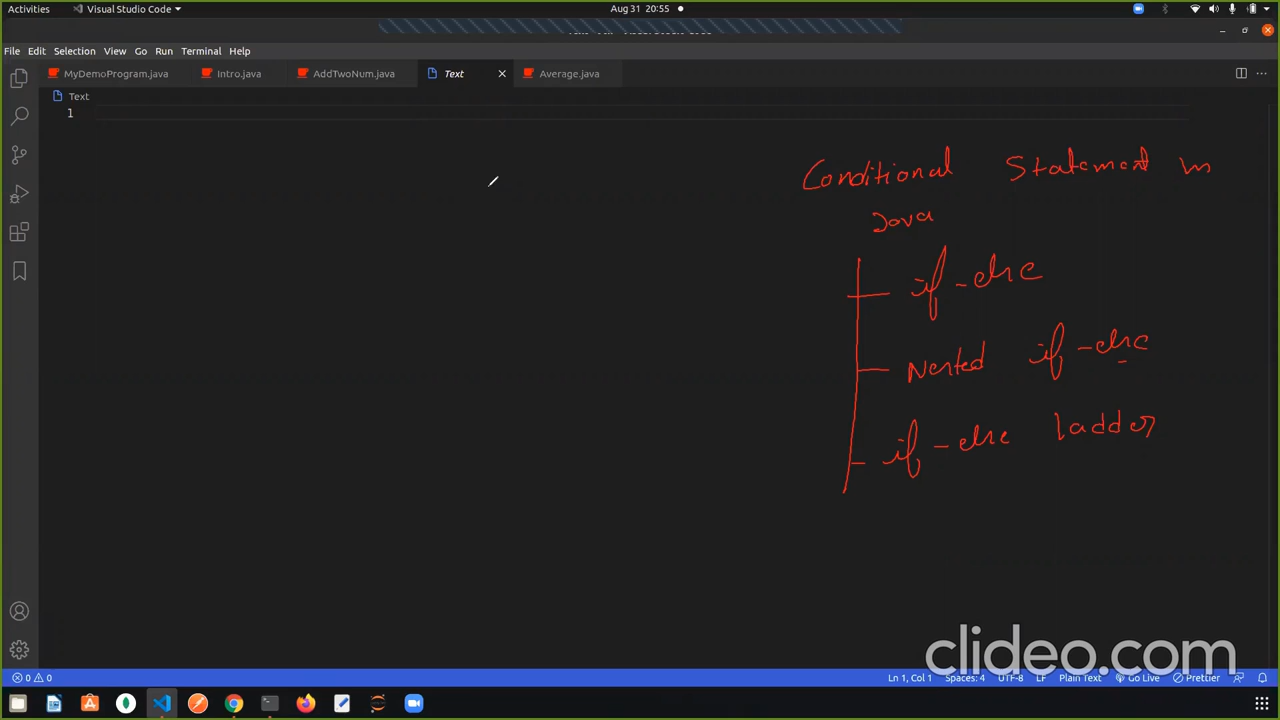 Activities
Visual Studio Code
Aug 31 20:55
File Edit Selection View Go Run Terminal Help
MyDemoProgram.java Intro.java AddTwoNum.java Text Average.java
Text
1
Conditional Statement in
Java
if-else
Nested if-else
if-else ladder
clideo.com
0 0 Ln 1, Col 1 Spaces: 4 UTF-8 LF Plain Text Go Live Prettier